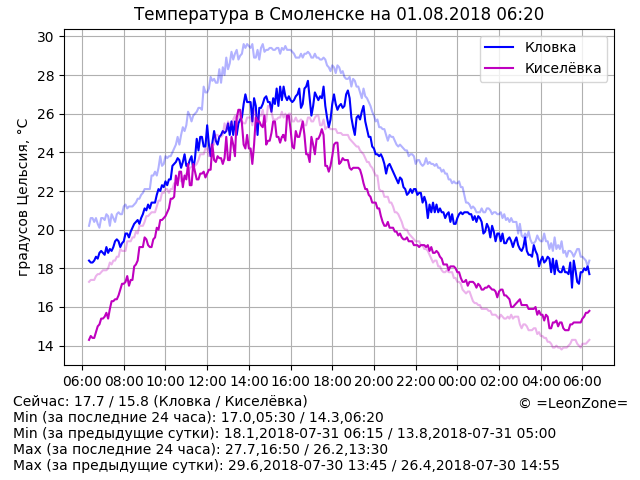 Температура в Смоленске на 01.08.2018 06:20
градусов Цельсия, °C
30
28
26
24
22
20
18
16
14
Кловка
Киселёвка
06:00 08:00 10:00 12:00 14:00 16:00 18:00 20:00 22:00 00:00 02:00 04:00 06:00
Сейчас: 17.7 / 15.8 (Кловка / Киселёвка)
© =LeonZone=
Min (за последние 24 часа): 17.0,05:30 / 14.3,06:20
Min (за предыдущие сутки): 18.1,2018-07-31 06:15 / 13.8,2018-07-31 05:00
Max (за последние 24 часа): 27.7,16:50 / 26.2,13:30
Max (за предыдущие сутки): 29.6,2018-07-30 13:45 / 26.4,2018-07-30 14:55